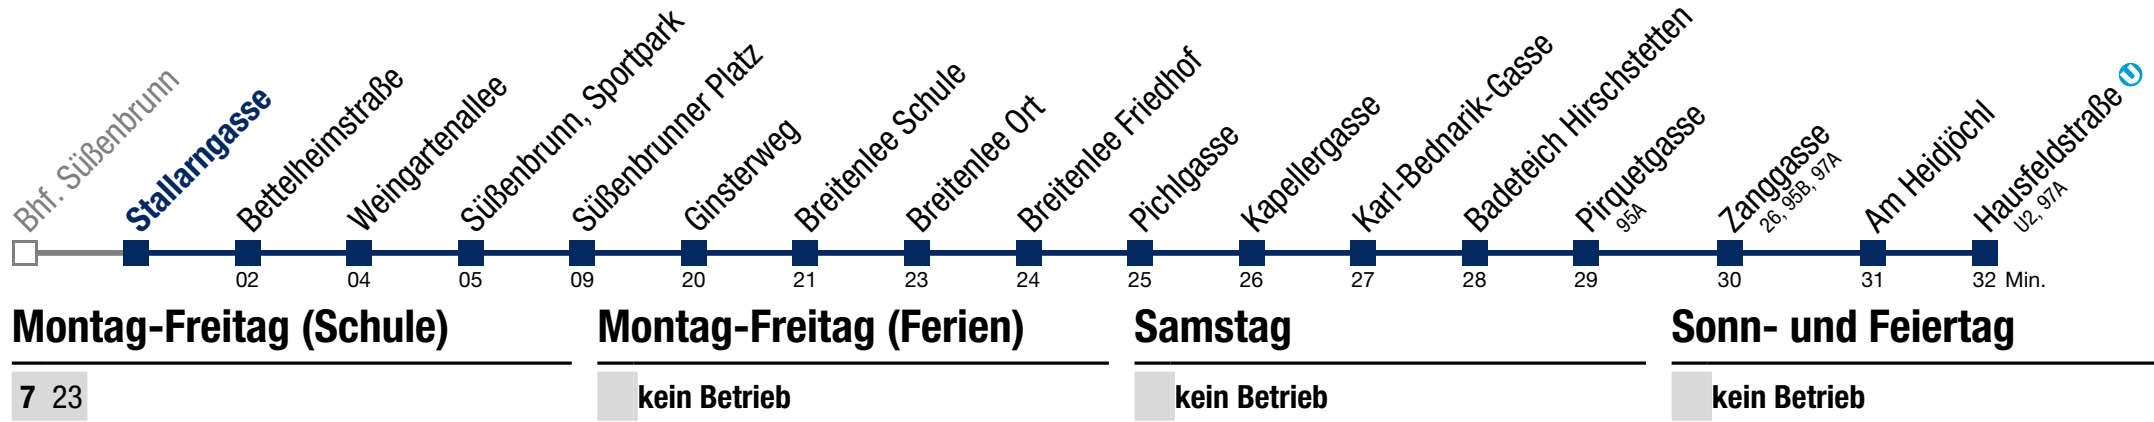 Bhf. Süßenbrunn
Stallarngasse
Bettelheimstraße
Weingartenallee
Süßenbrunn, Sportpark
Süßenbrunner Platz
Ginsterweg
Breitenlee Schule
Breitenlee Ort
Breitenlee Friedhof
Pichlgasse
Kapellergasse
Karl-Bednarik-Gasse
Badeteich Hirschstetten
Pirquetgasse
95A
Zanggasse
26, 95B, 97A
Am Heidjöchl
Hausfeldstraße
U2, 97A
02 04 05 09 20 21 23 24 25 26 27 28 29 30 31 32 Min.
Montag-Freitag (Schule)
7 23
Montag-Freitag (Ferien)
kein Betrieb
Samstag
kein Betrieb
Sonn- und Feiertag
kein Betrieb